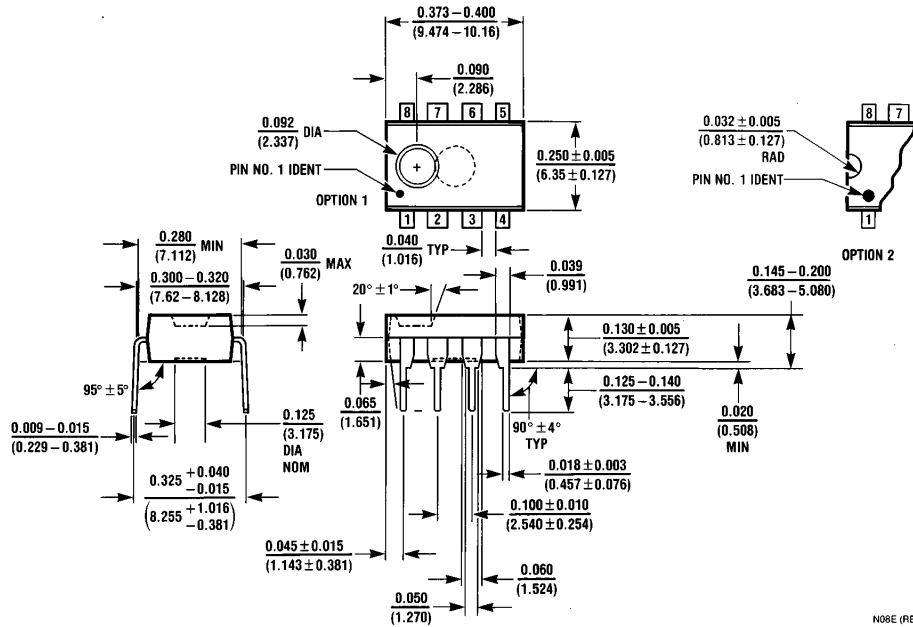 0.373 – 0.400
(9.474 – 10.16)
0.090
(2.286)
8 7 6 5
0.092 DIA
(2.337)
PIN NO. 1 IDENT
OPTION 1
1 2 3 4
0.250 ± 0.005
(6.35 ± 0.127)
8 7
0.032 ± 0.005
(0.813 ± 0.127)
RAD
PIN NO. 1 IDENT
1
OPTION 2
0.280 MIN
(7.112)
0.030 MAX
(0.762)
0.300 – 0.320
(7.62 – 8.128)
95° ± 5°
0.009 – 0.015
(0.229 – 0.381)
0.125
(3.175)
DIA
NOM
0.325 +0.040 −0.015
(8.255 +1.016 −0.381)
0.040 TYP
(1.016)
0.039
(0.991)
20° ± 1°
0.145 – 0.200
(3.683 – 5.080)
0.130 ± 0.005
(3.302 ± 0.127)
0.125 – 0.140
(3.175 – 3.556)
0.020
(0.508)
MIN
0.065
(1.651)
90° ± 4°
TYP
0.018 ± 0.003
(0.457 ± 0.076)
0.100 ± 0.010
(2.540 ± 0.254)
0.045 ± 0.015
(1.143 ± 0.381)
0.060
(1.524)
0.050
(1.270)
N08E (RE